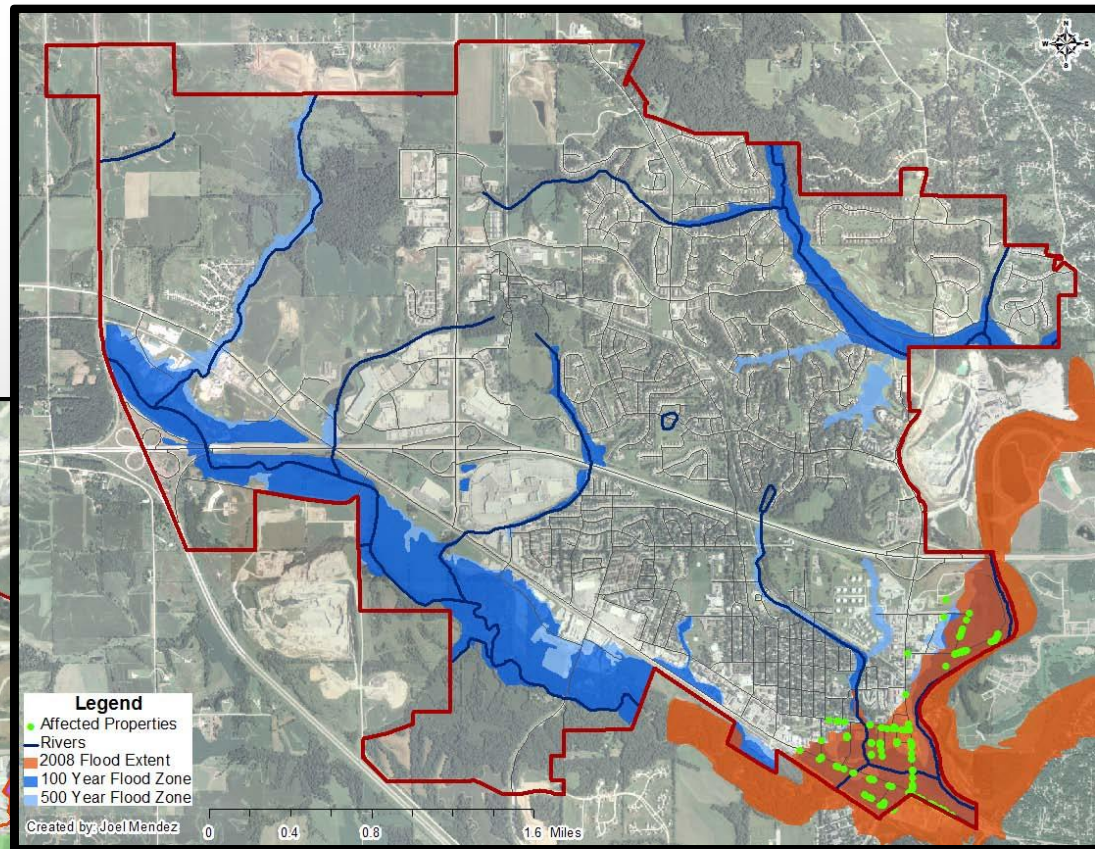 N
W E
S
Legend
Affected Properties
Rivers
2008 Flood Extent
100 Year Flood Zone
500 Year Flood Zone
Created by: Joel Mendez
0 0.4 0.8 1.6 Miles